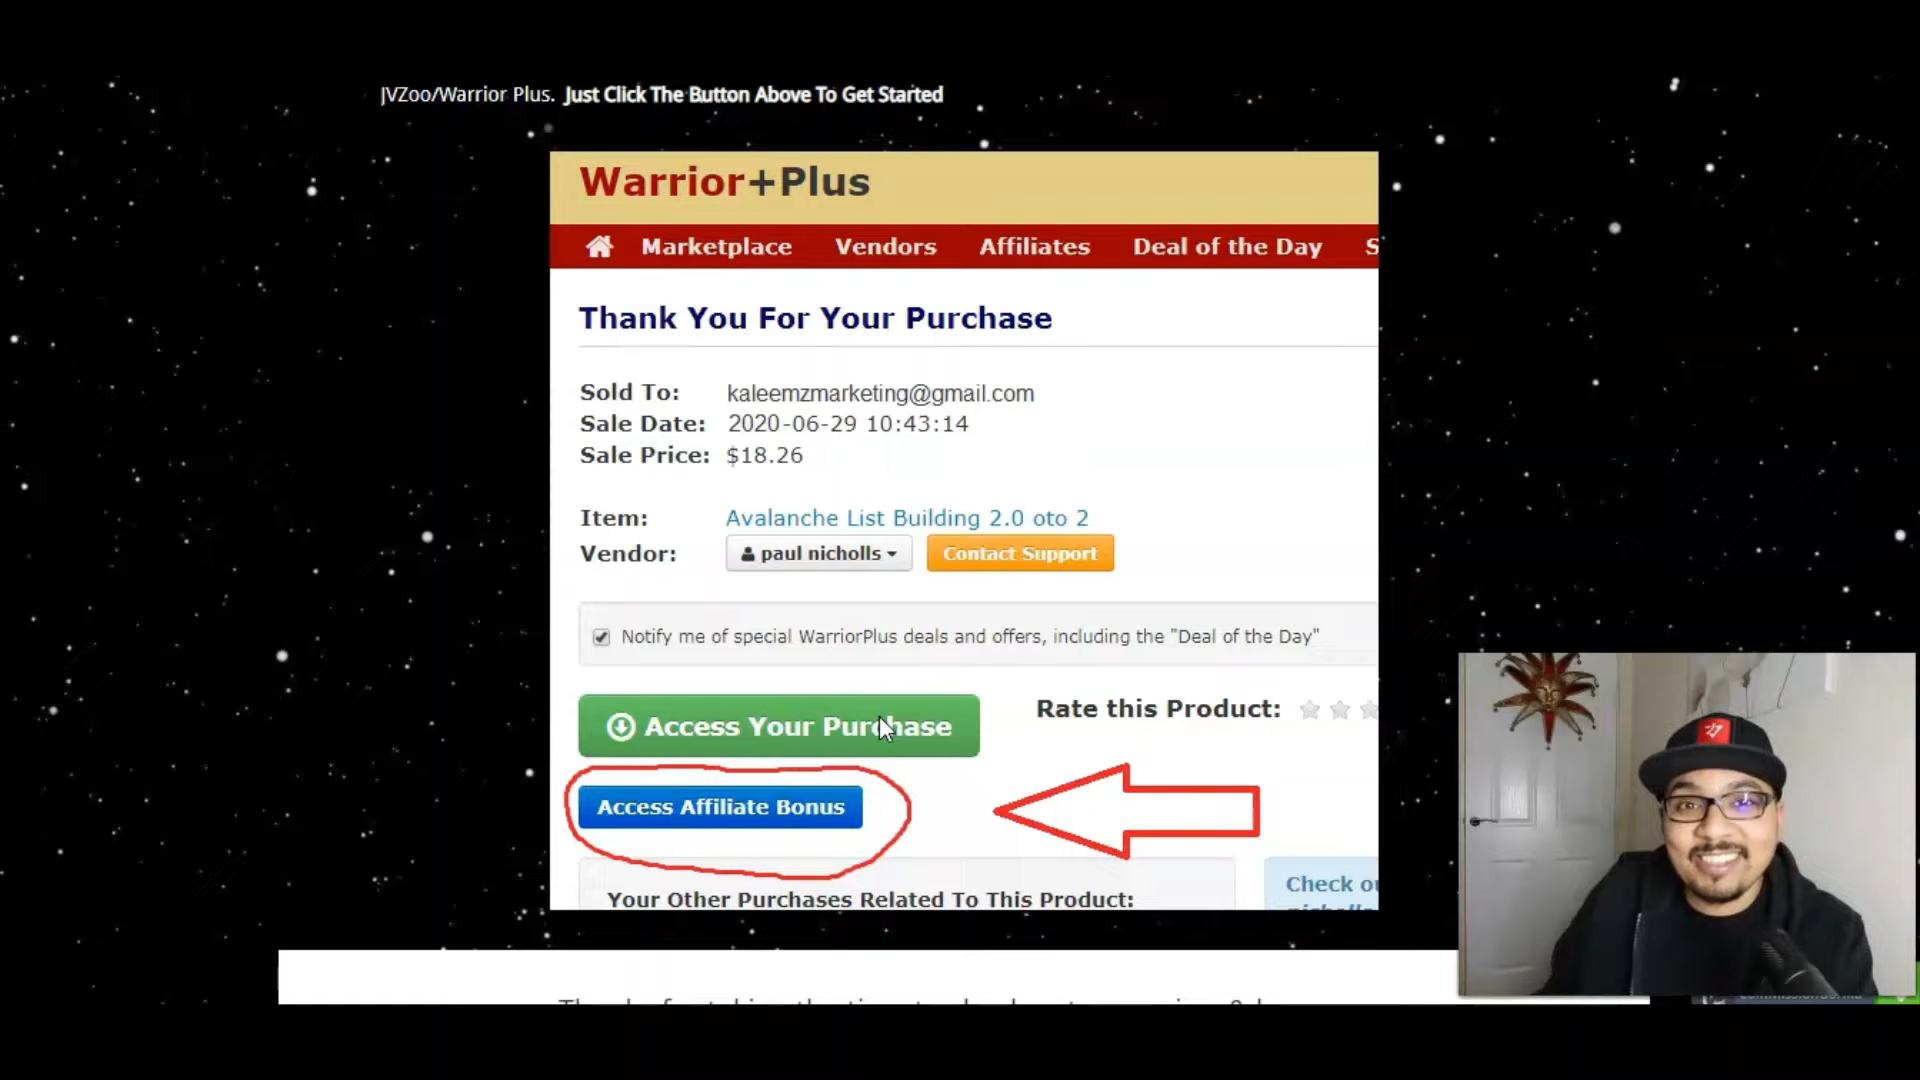 JVZoo/Warrior Plus. Just Click The Button Above To Get Started
Warrior+Plus
Marketplace Vendors Affiliates Deal of the Day S
Thank You For Your Purchase
Sold To: kaleemzmarketing@gmail.com
Sale Date: 2020-06-29 10:43:14
Sale Price: $18.26
Item: Avalanche List Building 2.0 oto 2
Vendor: paul nicholls Contact Support
Notify me of special WarriorPlus deals and offers, including the "Deal of the Day"
Access Your Purchase
Rate this Product:
Access Affiliate Bonus
Your Other Purchases Related To This Product:
Check